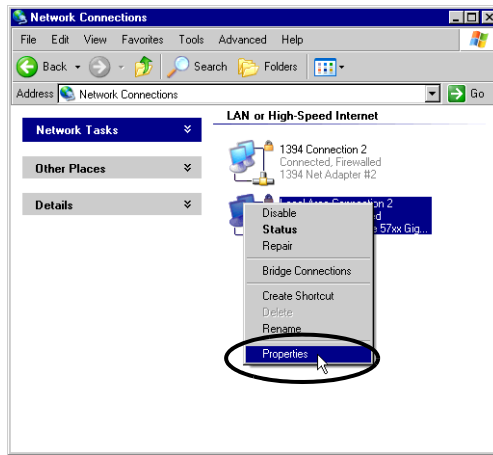 Network Connections
File Edit View Favorites Tools Advanced Help
Back Search Folders
Address Network Connections Go
Network Tasks
Other Places
Details
LAN or High-Speed Internet
1394 Connection 2
Connected, Firewalled
1394 Net Adapter #2
Local Area Connection 2
57xx Gig...
Disable
Status
Repair
Bridge Connections
Create Shortcut
Delete
Rename
Properties